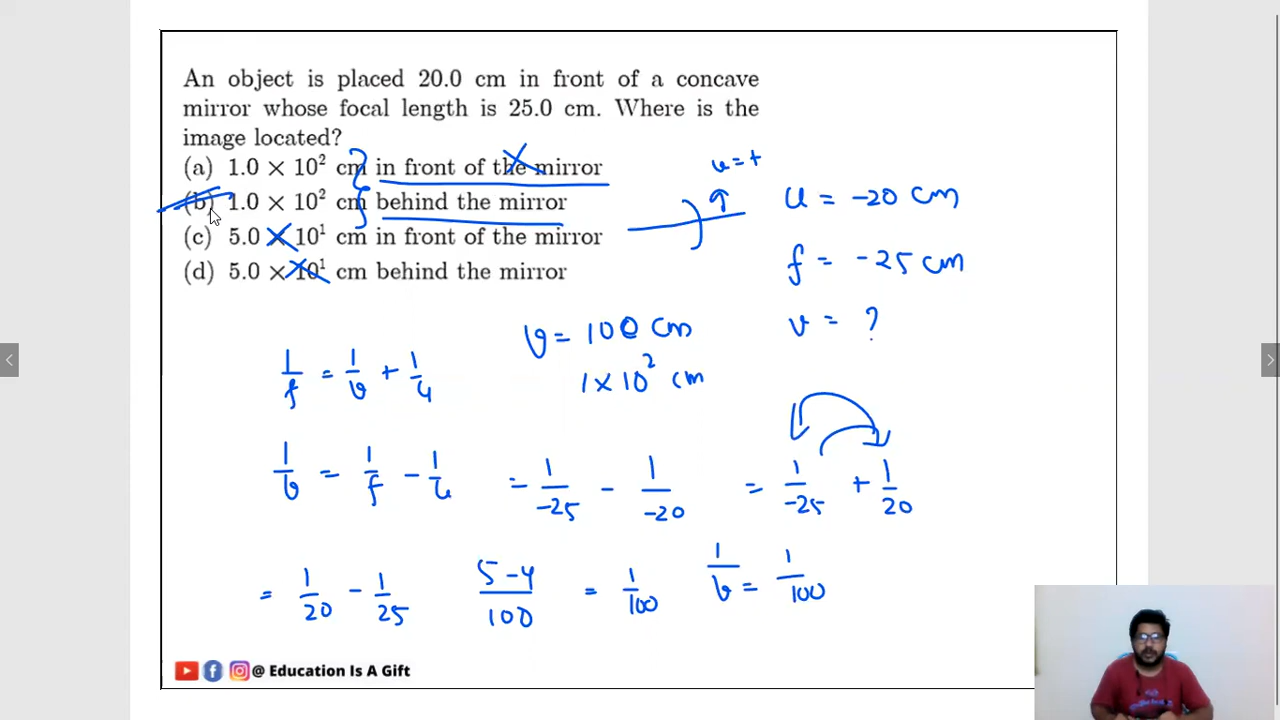 An object is placed 20.0 cm in front of a concave
mirror whose focal length is 25.0 cm. Where is the
image located?
(a) 1.0 × 10² cm in front of the mirror
(b) 1.0 × 10² cm behind the mirror
(c) 5.0 × 10¹ cm in front of the mirror
(d) 5.0 × 10¹ cm behind the mirror
u = +
u = -20 cm
f = -25 cm
v = ?
v = 100 cm
1 × 10² cm
1/f = 1/v + 1/u
1/v = 1/f - 1/u = 1/-25 - 1/-20 = 1/-25 + 1/20
= 1/20 - 1/25 5-4/100 = 1/100 1/v = 1/100
@ Education Is A Gift